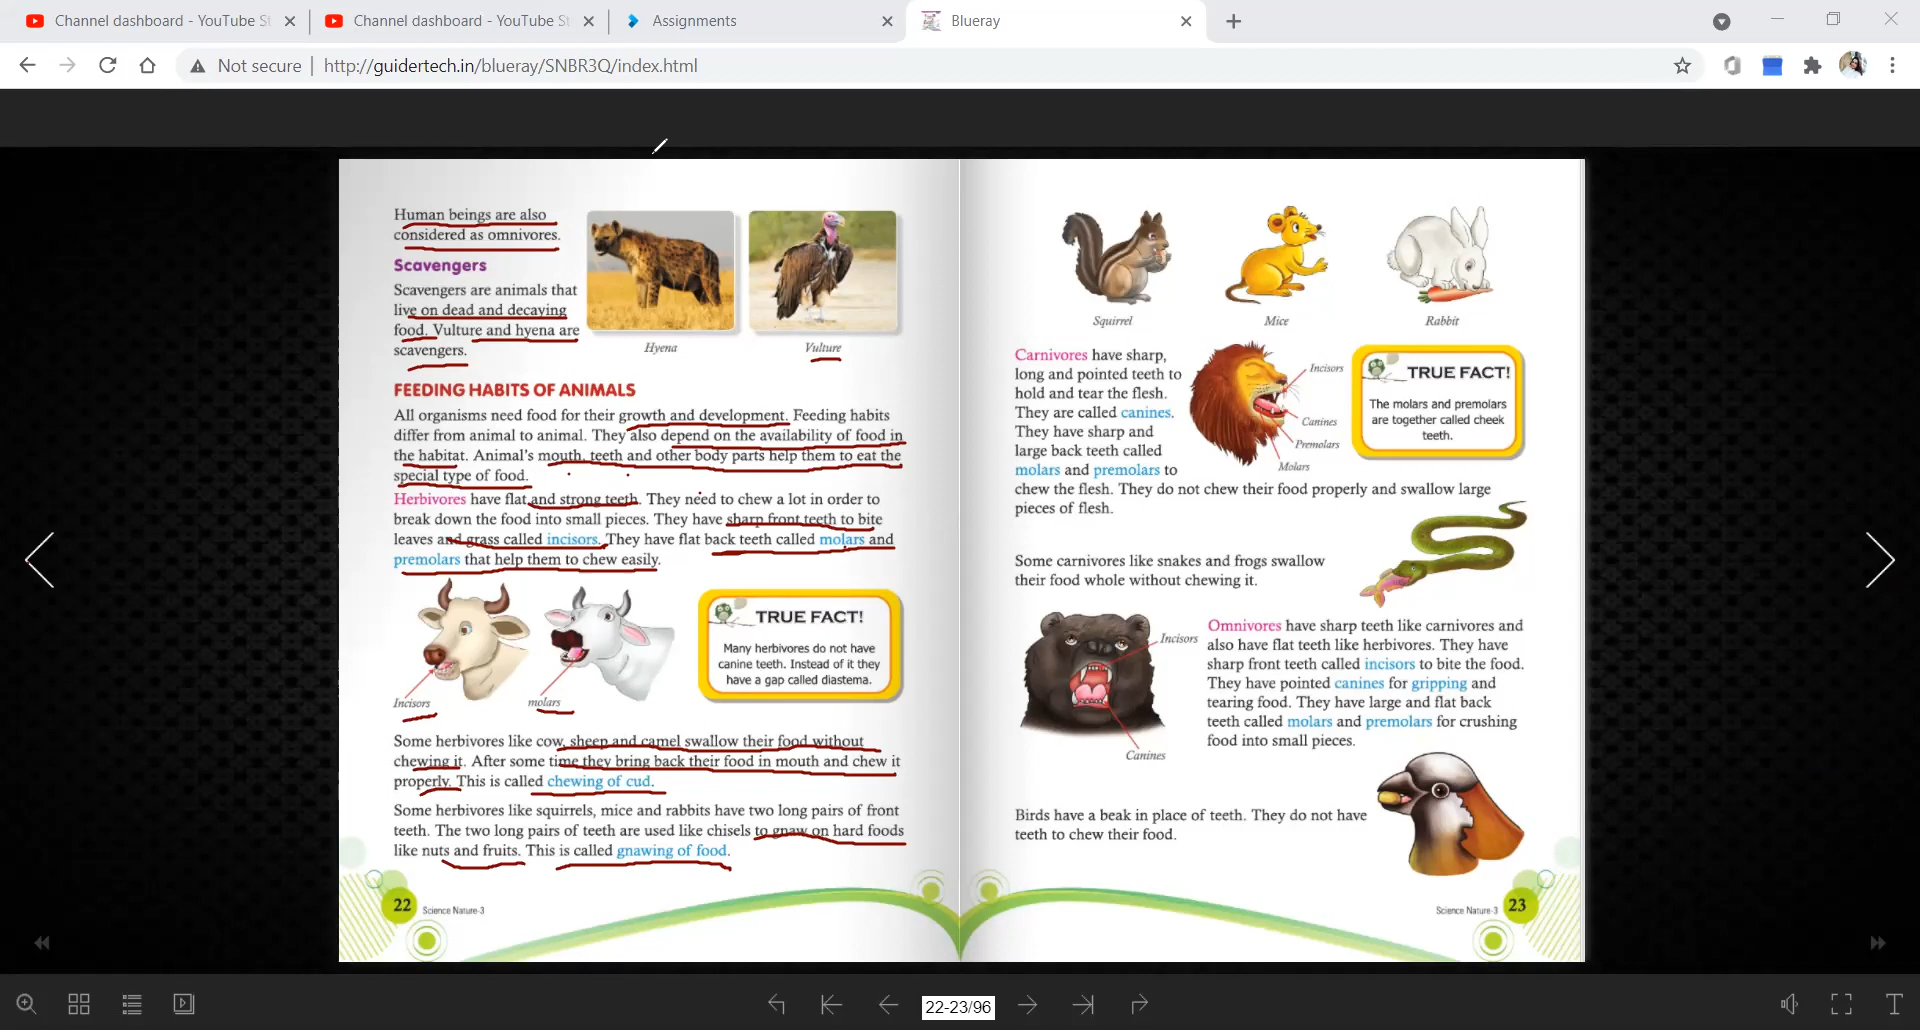 Channel dashboard - YouTube St
Channel dashboard - YouTube St
Assignments
Blueray
Not secure
http://guidertech.in/blueray/SNBR3Q/index.html
Human beings are also
considered as omnivores.
Scavengers
Scavengers are animals that
live on dead and decaying
food. Vulture and hyena are
scavengers.
Hyena
Vulture
FEEDING HABITS OF ANIMALS
All organisms need food for their growth and development. Feeding habits
differ from animal to animal. They also depend on the availability of food in
the habitat. Animal's mouth, teeth and other body parts help them to eat the
special type of food.
Herbivores have flat and strong teeth. They need to chew a lot in order to
break down the food into small pieces. They have sharp front teeth to bite
leaves and grass called incisors. They have flat back teeth called molars and
premolars that help them to chew easily.
Incisors
molars
TRUE FACT!
Many herbivores do not have
canine teeth. Instead of it they
have a gap called diastema.
Some herbivores like cow, sheep and camel swallow their food without
chewing it. After some time they bring back their food in mouth and chew it
properly. This is called chewing of cud.
Some herbivores like squirrels, mice and rabbits have two long pairs of front
teeth. The two long pairs of teeth are used like chisels to gnaw on hard foods
like nuts and fruits. This is called gnawing of food.
22
Science Nature-3
Squirrel
Mice
Rabbit
Carnivores have sharp,
long and pointed teeth to
hold and tear the flesh.
They are called canines.
They have sharp and
large back teeth called
molars and premolars to
chew the flesh. They do not chew their food properly and swallow large
pieces of flesh.
Incisors
Canines
Premolars
Molars
TRUE FACT!
The molars and premolars
are together called cheek
teeth.
Some carnivores like snakes and frogs swallow
their food whole without chewing it.
Incisors
Canines
Omnivores have sharp teeth like carnivores and
also have flat teeth like herbivores. They have
sharp front teeth called incisors to bite the food.
They have pointed canines for gripping and
tearing food. They have large and flat back
teeth called molars and premolars for crushing
food into small pieces.
Birds have a beak in place of teeth. They do not have
teeth to chew their food.
Science Nature-3
23
22-23/96